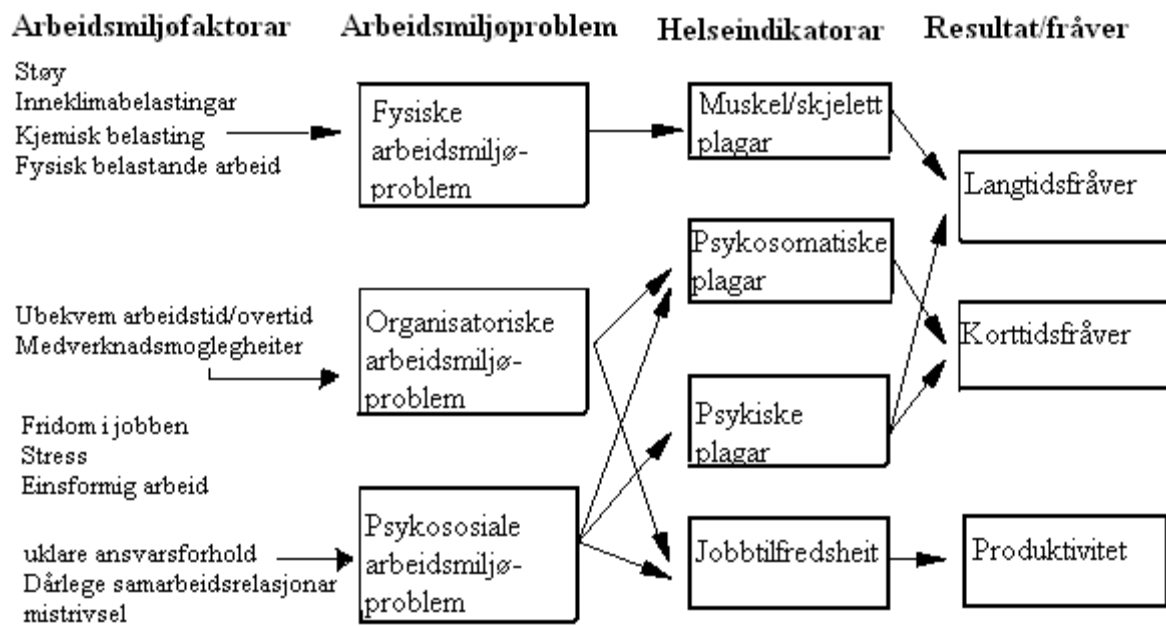 Arbeidsmiljøfaktorar
Støy
Inneklimabelastingar
Kjemisk belasting
Fysisk belastande arbeid
Ubekvem arbeidstid/overtid
Medverknadsmoglegheiter
Fridom i jobben
Stress
Einsformig arbeid
uklare ansvarsforhold
Dårlege samarbeidsrelasjonar
mistrivsel
Arbeidsmiljøproblem
Fysiske
arbeidsmiljø-
problem
Organisatoriske
arbeidsmiljø-
problem
Psykososiale
arbeidsmiljø-
problem
Helseindikatorar
Muskel/skjelett
plagar
Psykosomatiske
plagar
Psykiske
plagar
Jobbtilfredsheit
Resultat/fråver
Langtidsfråver
Korttidsfråver
Produktivitet